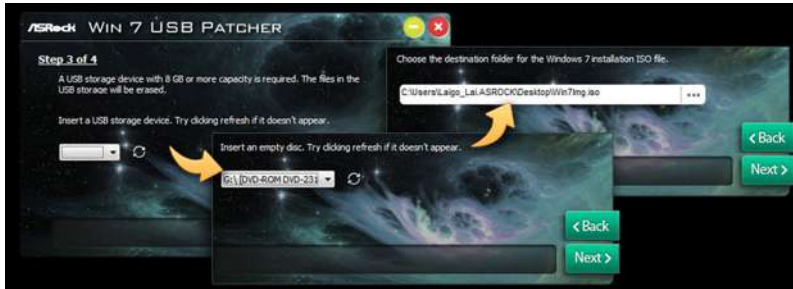 ASRock WIN 7 USB PATCHER
Step 3 of 4
A USB storage device with 8 GB or more capacity is required. The files in the
USB storage will be erased.
Insert a USB storage device. Try clicking refresh if it doesn't appear.
Insert an empty disc. Try clicking refresh if it doesn't appear.
G:\ [DVD-ROM DVD-231
< Back
Next >
Choose the destination folder for the Windows 7 installation ISO file.
C:\Users\Laigo_Lai.ASROCK\Desktop\Win7Img.iso
...
< Back
Next >